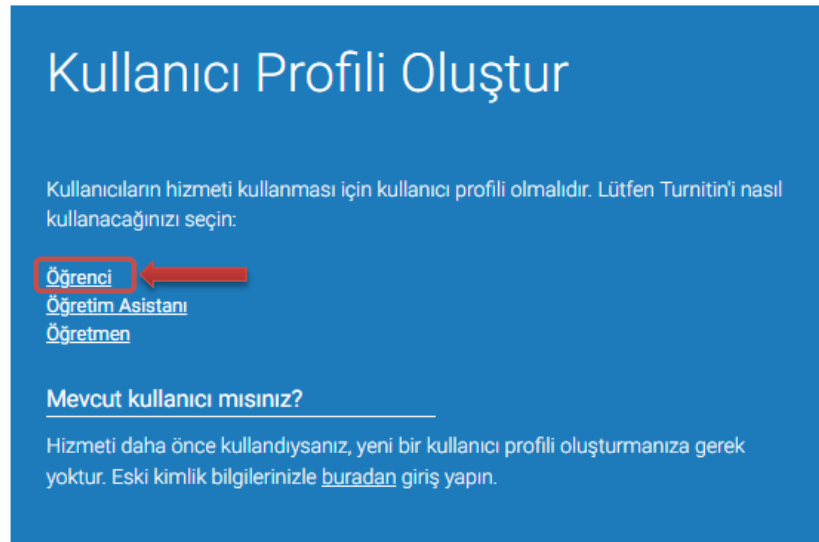 Kullanıcı Profili Oluştur
Kullanıcıların hizmeti kullanması için kullanıcı profili olmalıdır. Lütfen Turnitin'i nasıl
kullanacağınızı seçin:
Öğrenci
Öğretim Asistanı
Öğretmen
Mevcut kullanıcı mısınız?
Hizmeti daha önce kullandıysanız, yeni bir kullanıcı profili oluşturmanıza gerek
yoktur. Eski kimlik bilgilerinizle buradan giriş yapın.